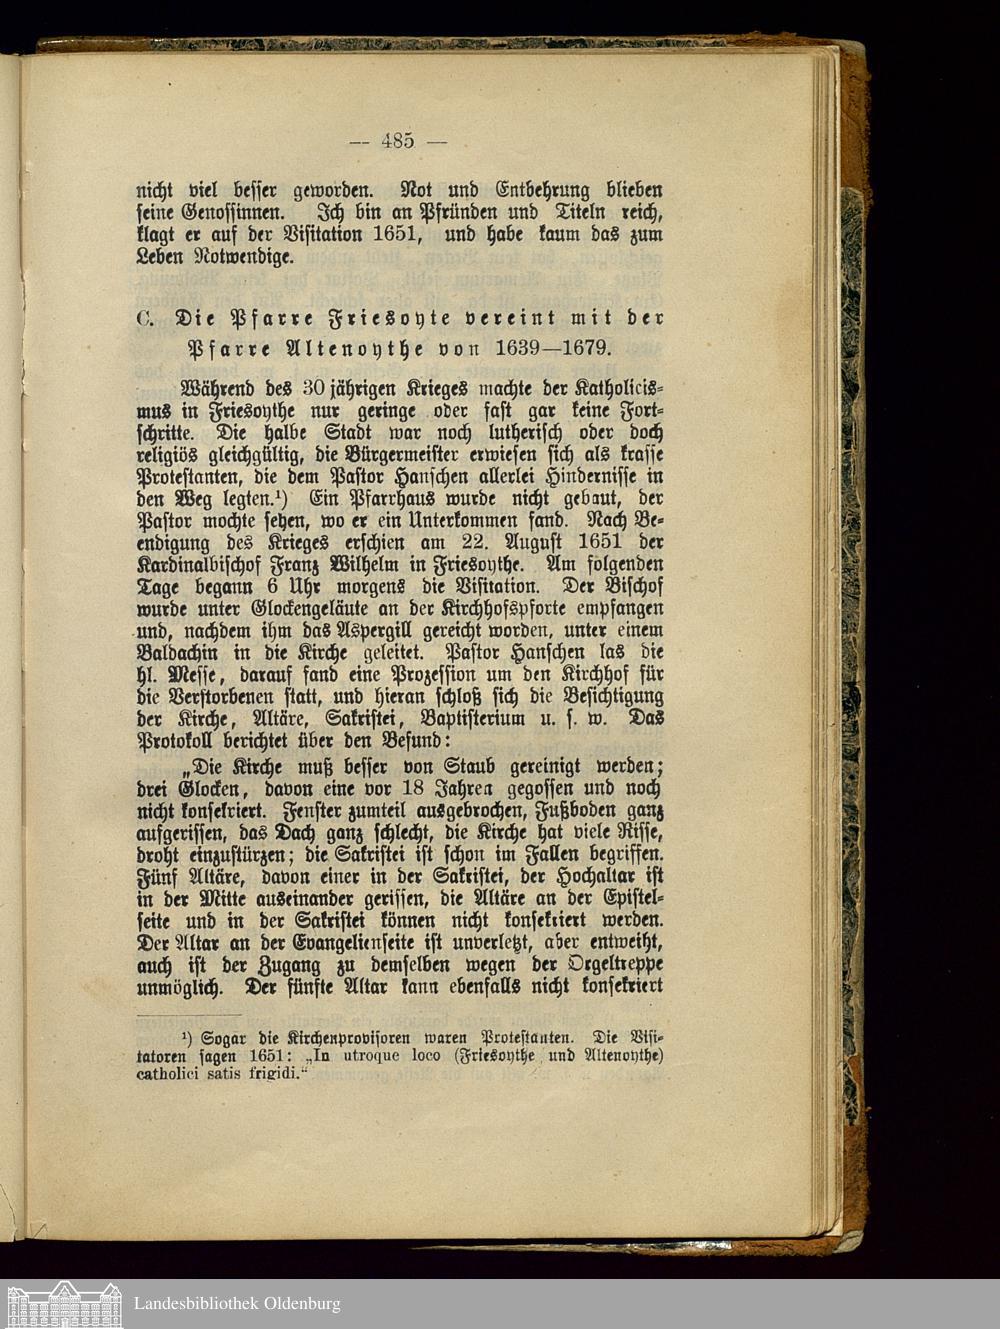 — 485 —
nicht viel besser geworden. Not und Entbehrung blieben
seine Genossinnen. Ich bin an Pfründen und Titeln reich,
klagt er auf der Visitation 1651, und habe kaum das zum
Leben Notwendige.
C. Die Pfarre Friesoyte vereint mit der
Pfarre Altenoythe von 1639—1679.
Während des 30 jährigen Krieges machte der Katholicis-
mus in Friesoythe nur geringe oder fast gar keine Fort-
schritte. Die halbe Stadt war noch lutherisch oder doch
religiös gleichgültig, die Bürgermeister erwiesen sich als krasse
Protestanten, die dem Pastor Hanschen allerlei Hindernisse in
den Weg legten.¹) Ein Pfarrhaus wurde nicht gebaut, der
Pastor mochte sehen, wo er ein Unterkommen fand. Nach Be-
endigung des Krieges erschien am 22. August 1651 der
Kardinalbischof Franz Wilhelm in Friesoythe. Am folgenden
Tage begann 6 Uhr morgens die Visitation. Der Bischof
wurde unter Glockengeläute an der Kirchhofspforte empfangen
und, nachdem ihm das Aspergill gereicht worden, unter einem
Baldachin in die Kirche geleitet. Pastor Hanschen las die
hl. Messe, darauf fand eine Prozession um den Kirchhof für
die Verstorbenen statt, und hieran schloß sich die Besichtigung
der Kirche, Altäre, Sakristei, Baptisterium u. s. w. Das
Protokoll berichtet über den Befund:
„Die Kirche muß besser von Staub gereinigt werden;
drei Glocken, davon eine vor 18 Jahren gegossen und noch
nicht konsekriert. Fenster zumteil ausgebrochen, Fußboden ganz
aufgerissen, das Dach ganz schlecht, die Kirche hat viele Risse,
droht einzustürzen; die Sakristei ist schon im Fallen begriffen.
Fünf Altäre, davon einer in der Sakristei, der Hochaltar ist
in der Mitte auseinander gerissen, die Altäre an der Epistel-
seite und in der Sakristei können nicht konsekriert werden.
Der Altar an der Evangelienseite ist unverletzt, aber entweiht,
auch ist der Zugang zu demselben wegen der Orgeltreppe
unmöglich. Der fünfte Altar kann ebenfalls nicht konsekriert
¹) Sogar die Kirchenprovisoren waren Protestanten. Die Visi-
tatoren sagen 1651: „In utroque loco (Friesoythe und Altenoythe)
catholici satis frigidi.“
Landesbibliothek Oldenburg